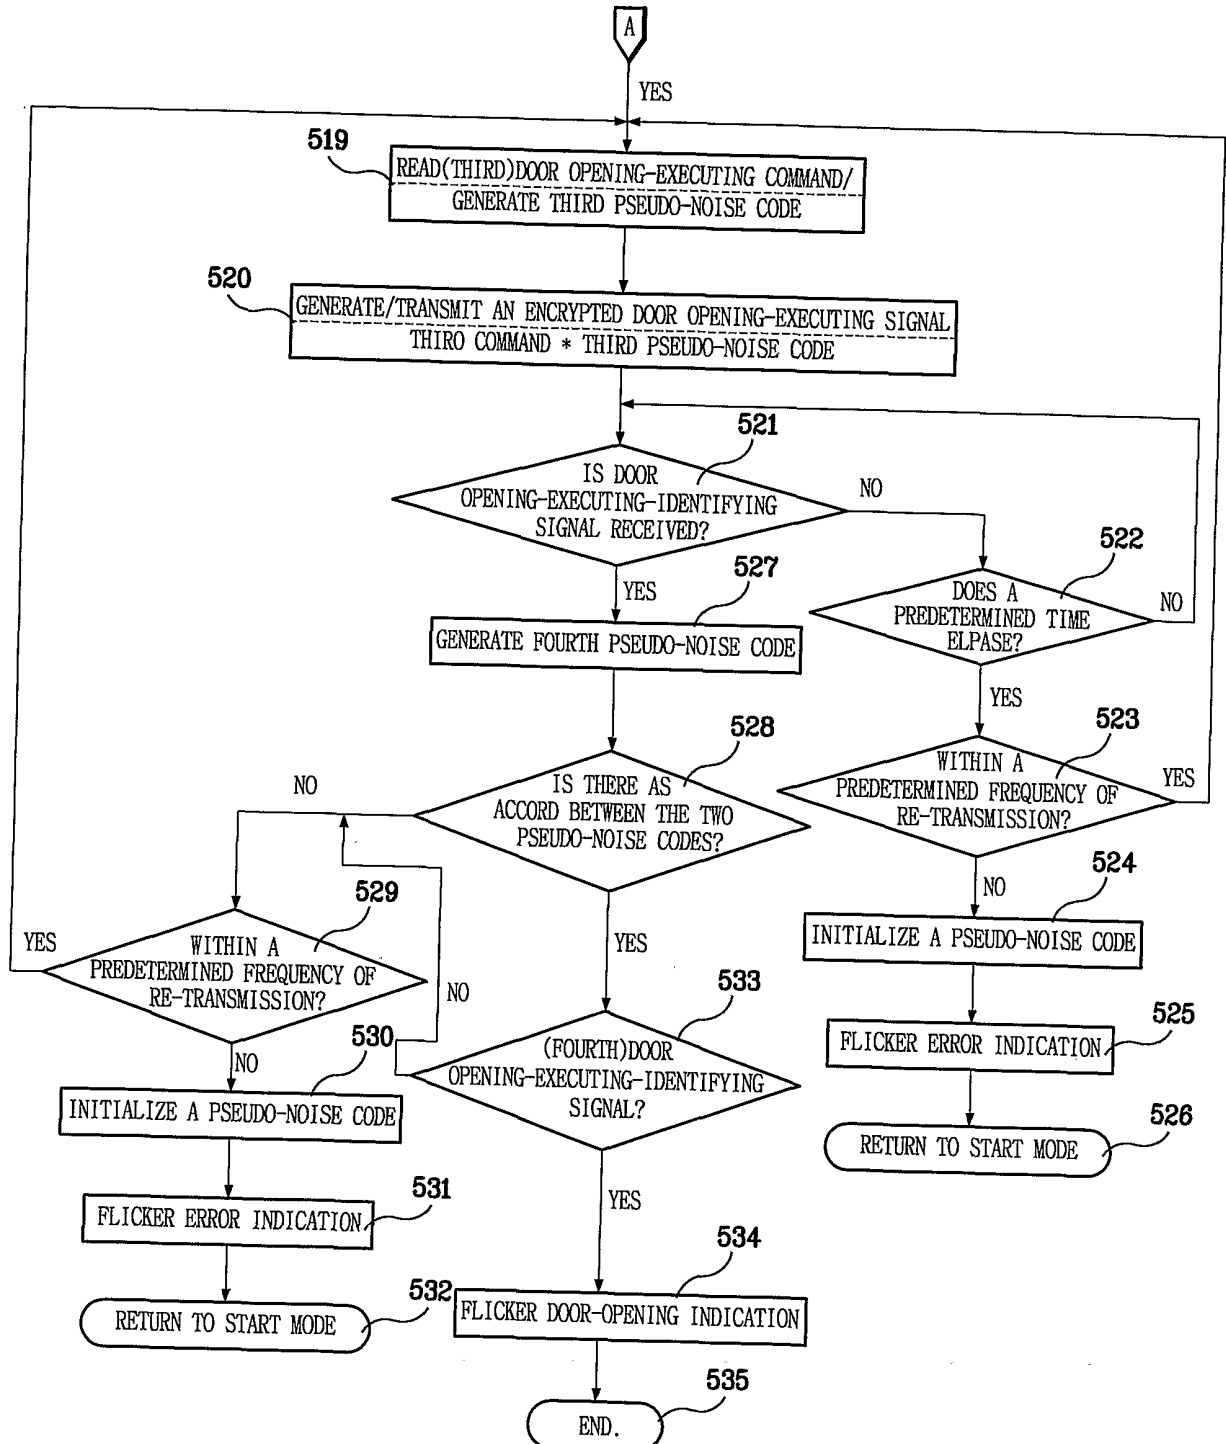 A
YES
519
READ(THIRD)DOOR OPENING-EXECUTING COMMAND/
GENERATE THIRD PSEUDO-NOISE CODE
520
GENERATE/TRANSMIT AN ENCRYPTED DOOR OPENING-EXECUTING SIGNAL
THIRO COMMAND * THIRD PSEUDO-NOISE CODE
521
IS DOOR
OPENING-EXECUTING-IDENTIFYING
SIGNAL RECEIVED?
NO
522
DOES A
PREDETERMINED TIME
ELPASE?
NO
YES
527
GENERATE FOURTH PSEUDO-NOISE CODE
YES
523
WITHIN A
PREDETERMINED FREQUENCY OF
RE-TRANSMISSION?
YES
528
IS THERE AS
ACCORD BETWEEN THE TWO
PSEUDO-NOISE CODES?
NO
NO
524
INITIALIZE A PSEUDO-NOISE CODE
529
WITHIN A
PREDETERMINED FREQUENCY OF
RE-TRANSMISSION?
YES
YES
NO
533
(FOURTH)DOOR
OPENING-EXECUTING-IDENTIFYING
SIGNAL?
525
FLICKER ERROR INDICATION
NO
530
INITIALIZE A PSEUDO-NOISE CODE
526
RETURN TO START MODE
531
FLICKER ERROR INDICATION
YES
534
FLICKER DOOR-OPENING INDICATION
532
RETURN TO START MODE
535
END.